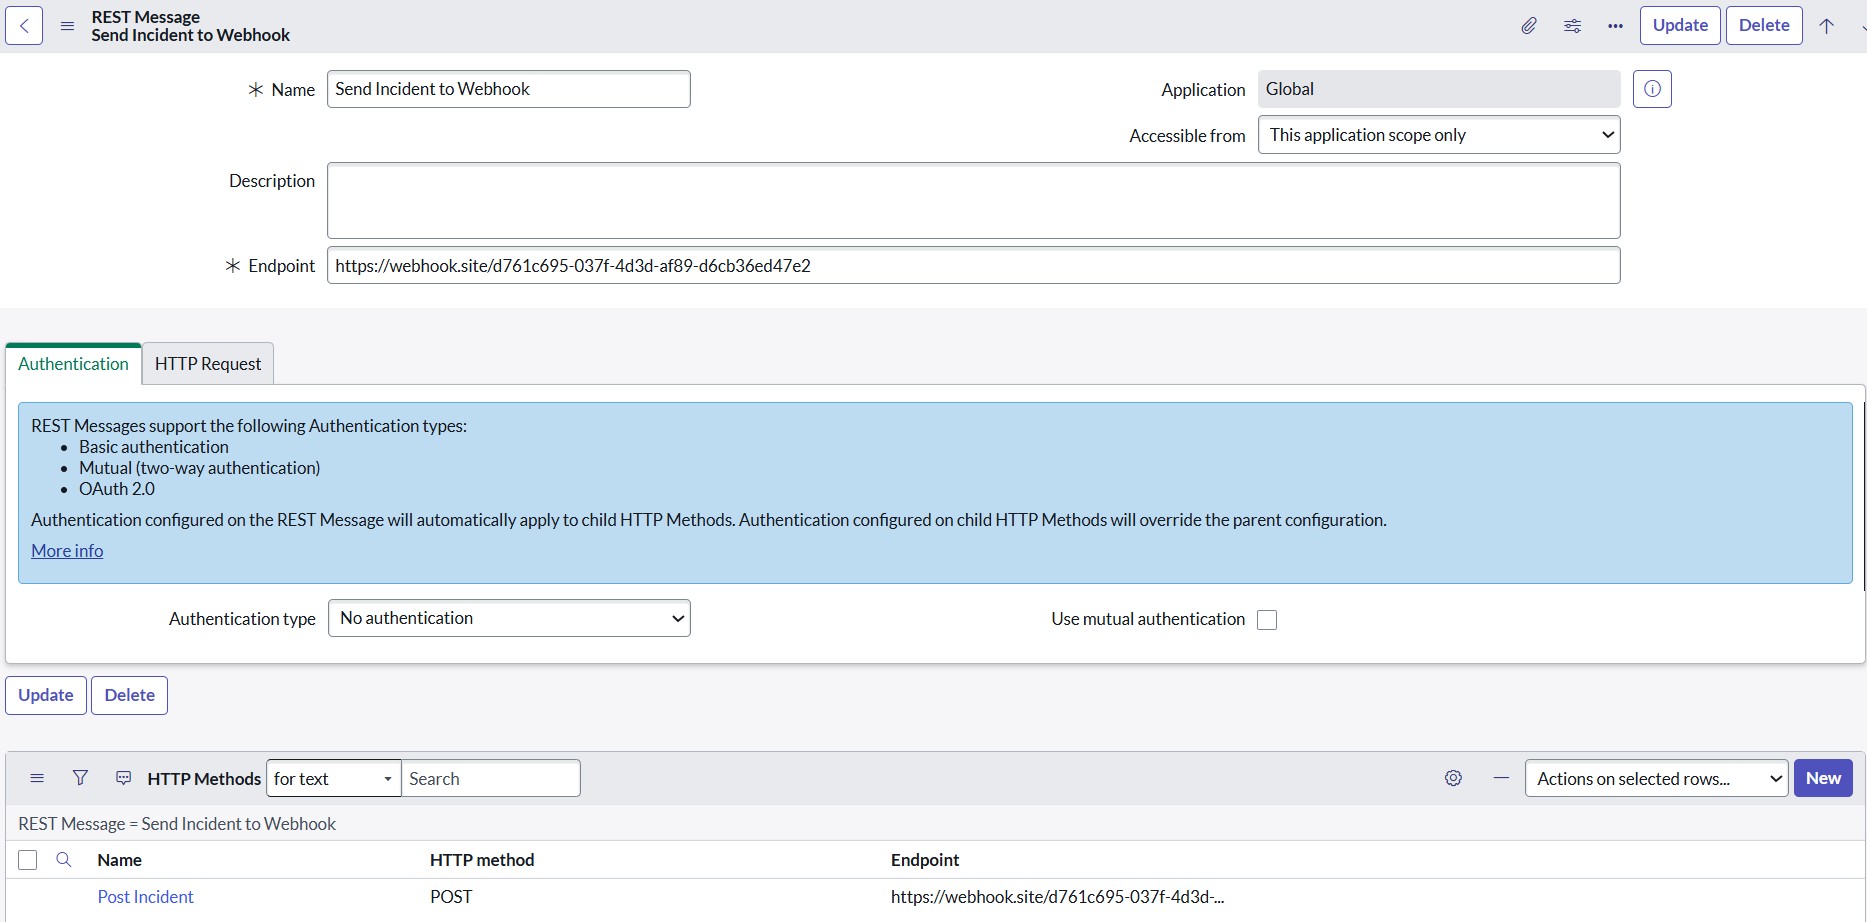 REST Message
Send Incident to Webhook
Update
Delete
Name
Send Incident to Webhook
Application
Global
Accessible from
This application scope only
Description
Endpoint
https://webhook.site/d761c695-037f-4d3d-af89-d6cb36ed47e2
Authentication
HTTP Request
REST Messages support the following Authentication types:
• Basic authentication
• Mutual (two-way authentication)
• OAuth 2.0
Authentication configured on the REST Message will automatically apply to child HTTP Methods. Authentication configured on child HTTP Methods will override the parent configuration.
More info
Authentication type
No authentication
Use mutual authentication
Update
Delete
HTTP Methods
for text
Search
Actions on selected rows...
New
REST Message = Send Incident to Webhook
Name
HTTP method
Endpoint
Post Incident
POST
https://webhook.site/d761c695-037f-4d3d-...